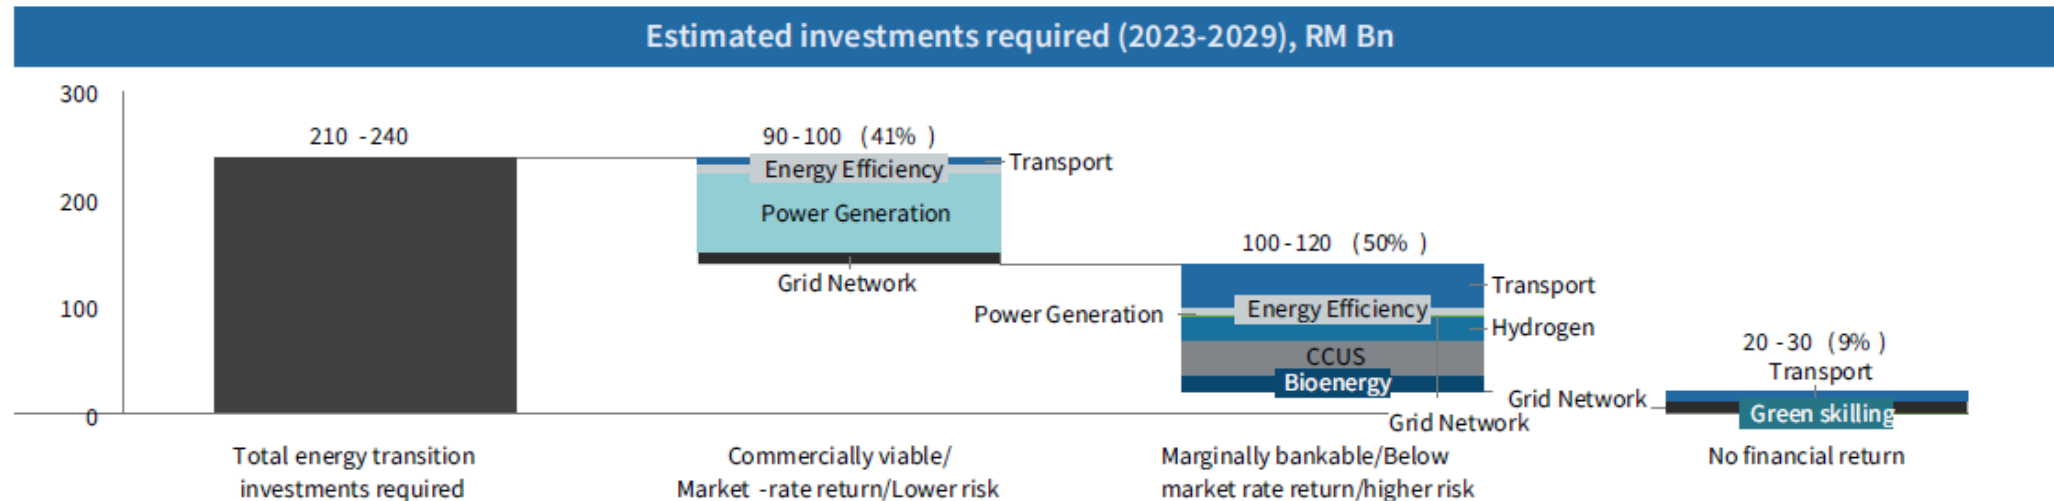 Estimated investments required (2023-2029), RM Bn
300
200
100
0
210 -240
90-100 (41% )
Transport
Energy Efficiency
Power Generation
Grid Network
100-120 (50% )
Transport
Energy Efficiency
Power Generation
Hydrogen
CCUS
Bioenergy
Grid Network
20-30 (9% )
Transport
Grid Network
Green skilling
Total energy transition
investments required
Commercially viable/
Market -rate return/Lower risk
Marginally bankable/Below
market rate return/higher risk
No financial return